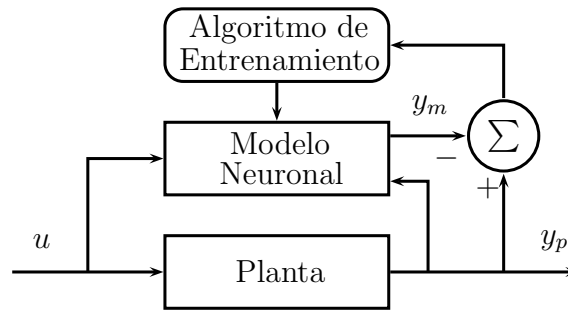 Algoritmo de
Entrenamiento
y_m
Modelo
Neuronal
Σ
−
+
u
Planta
y_p